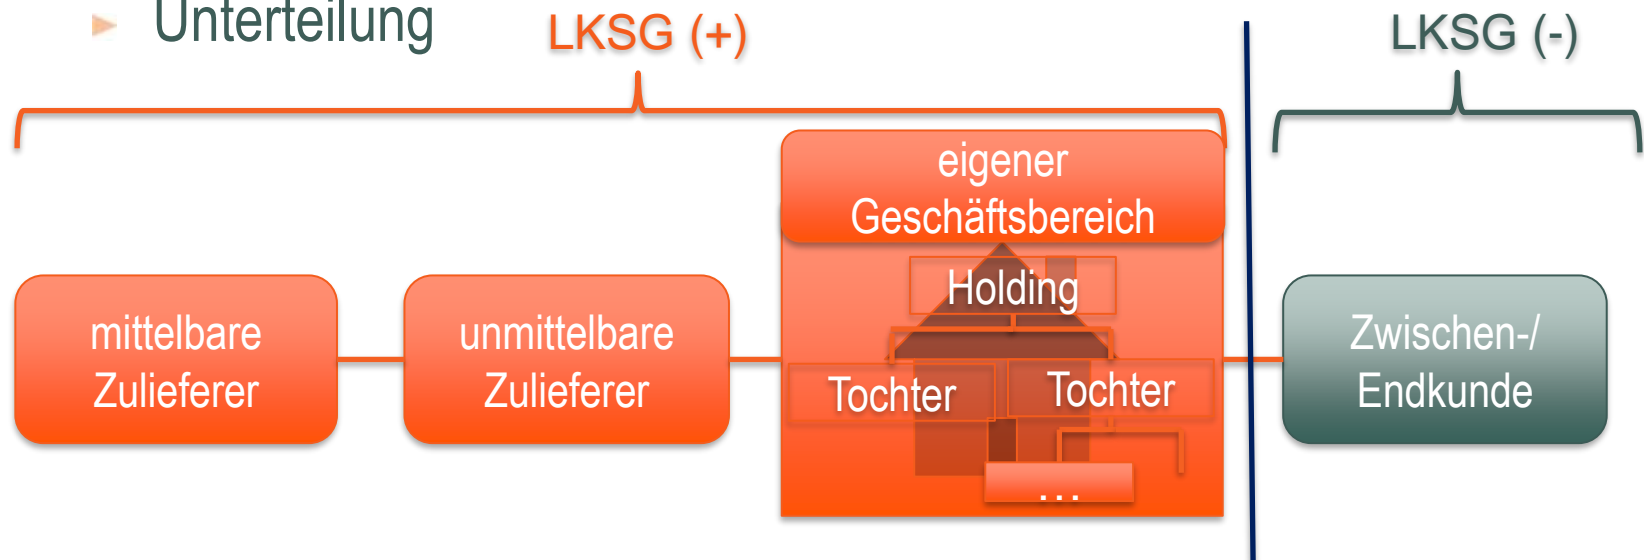 Unterteilung
LKSG (+)
LKSG (-)
eigener
Geschäftsbereich
Holding
mittelbare
Zulieferer
unmittelbare
Zulieferer
Tochter
Tochter
...
Zwischen-/
Endkunde